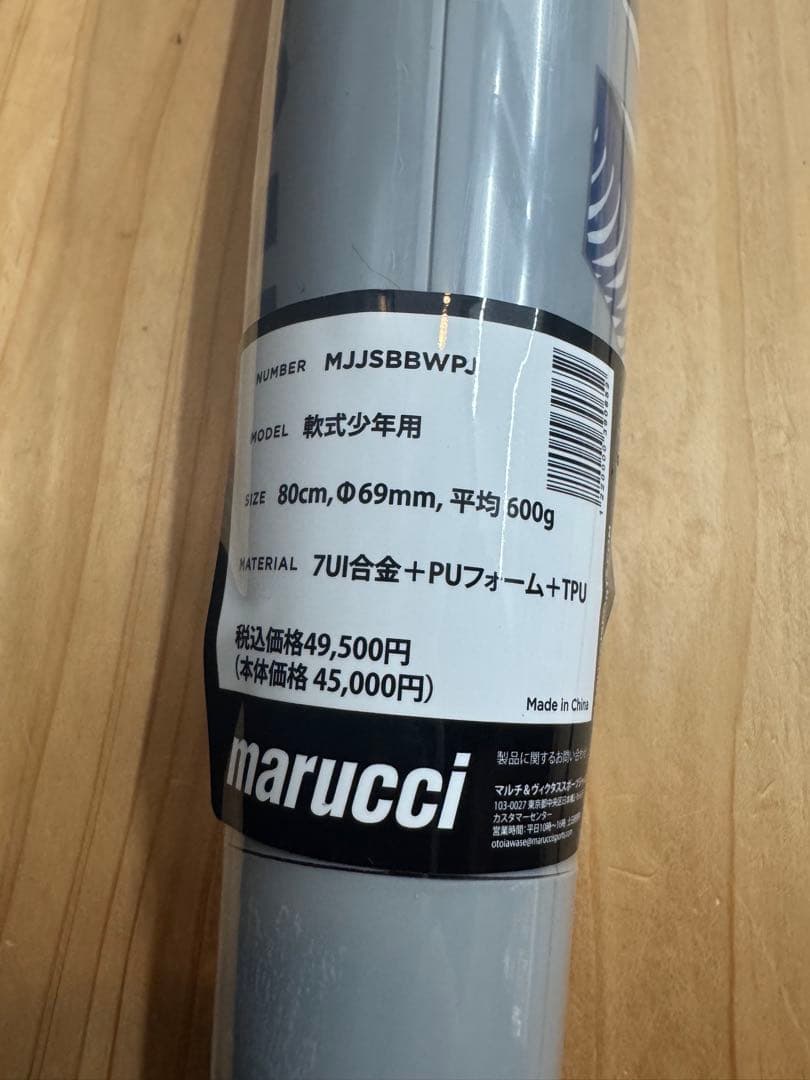 NUMBER MJJSBBWPJ
MODEL 軟式少年用
SIZE 80cm,Φ69mm, 平均 600g
MATERIAL 7UI合金+PUフォーム+TPU
税込価格49,500円
(本体価格 45,000円)
Made in China
marucci
製品に関するお問い合わせ
マルチ&ヴィクタススポーツ
103-0027 東京都中央区日本橋
カスタマーセンター
営業時間:平日10時~16時
otoiawase@maruccisports.com